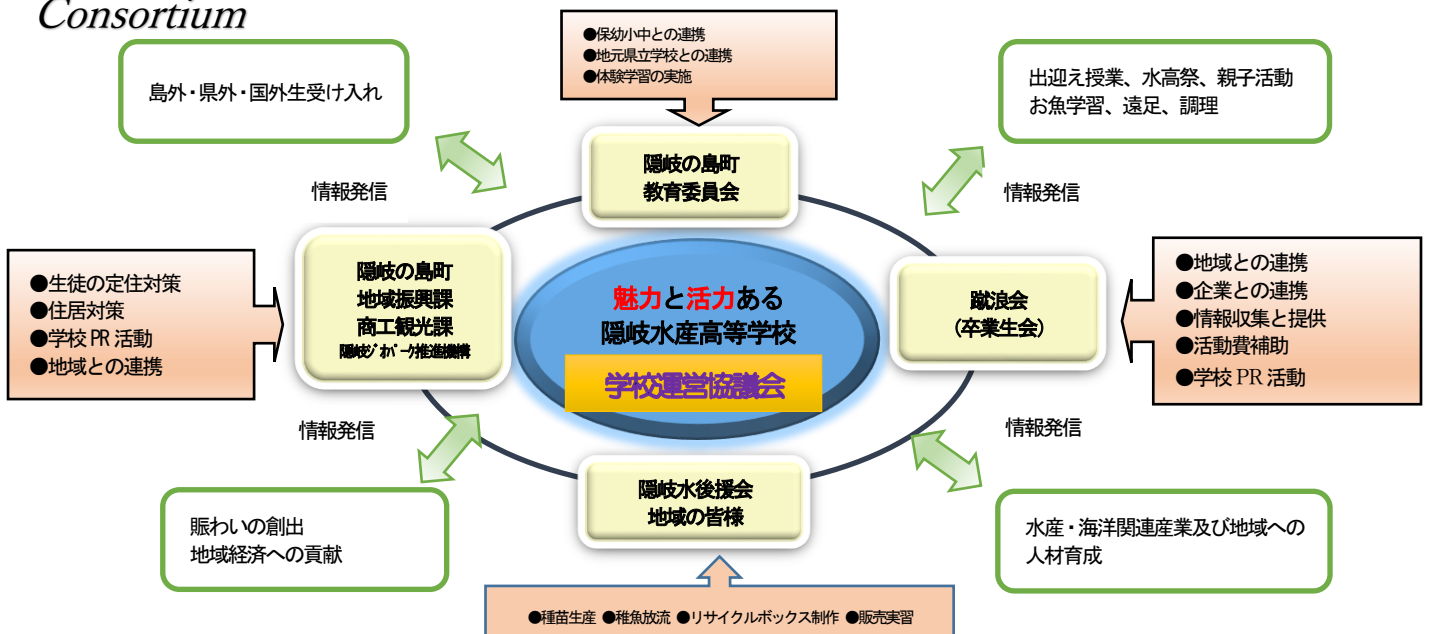 Consortium
●保幼小中との連携
●地元県立学校との連携
●体験学習の実施
島外・県外・国外生受け入れ
出迎え授業、水高祭、親子活動
お魚学習、遠足、調理
隠岐の島町
教育委員会
情報発信
情報発信
●生徒の定住対策
●住居対策
●学校 PR 活動
●地域との連携
隠岐の島町
地域振興課
商工観光課
隠岐ジオパーク推進機構
魅力と活力ある
隠岐水産高等学校
学校運営協議会
蹴浪会
（卒業生会）
●地域との連携
●企業との連携
●情報収集と提供
●活動費補助
●学校 PR 活動
情報発信
情報発信
隠岐水後援会
地域の皆様
賑わいの創出
地域経済への貢献
水産・海洋関連産業及び地域への
人材育成
●種苗生産 ●稚魚放流 ●リサイクルボックス制作 ●販売実習